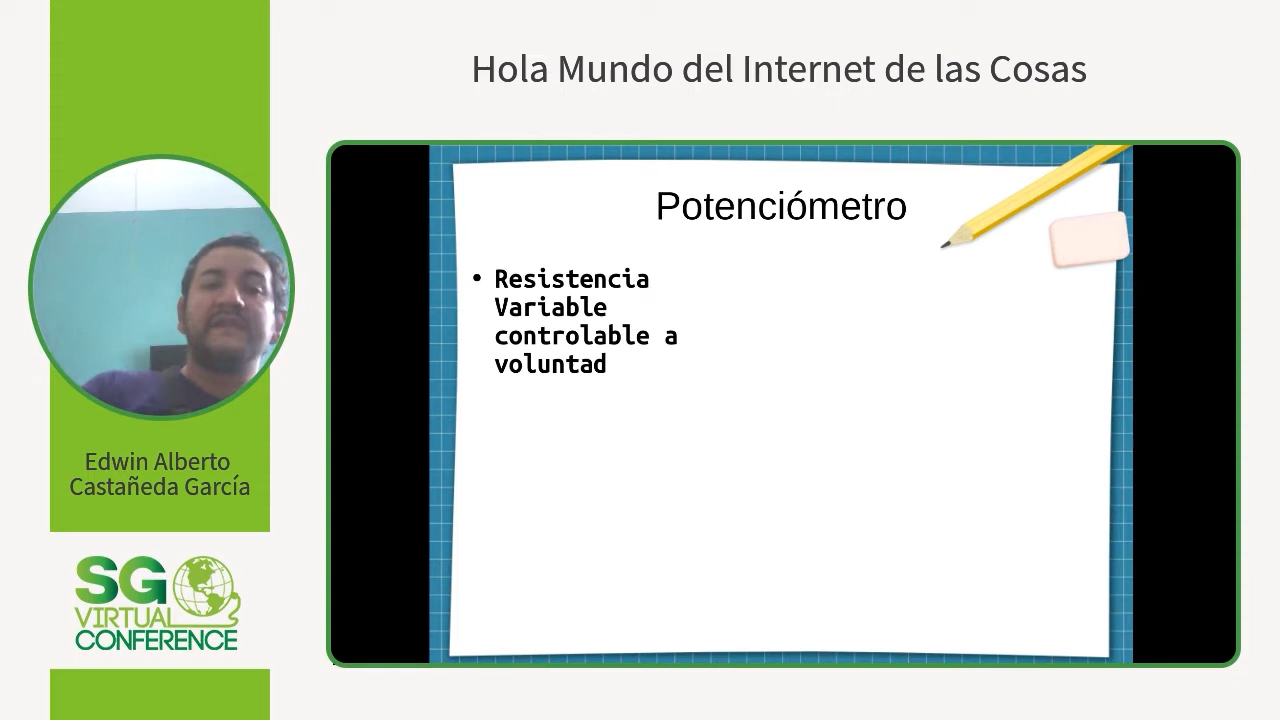 Hola Mundo del Internet de las Cosas
Potenciómetro
• Resistencia
Variable
controlable a
voluntad
Edwin Alberto
Castañeda García
SG
VIRTUAL
CONFERENCE